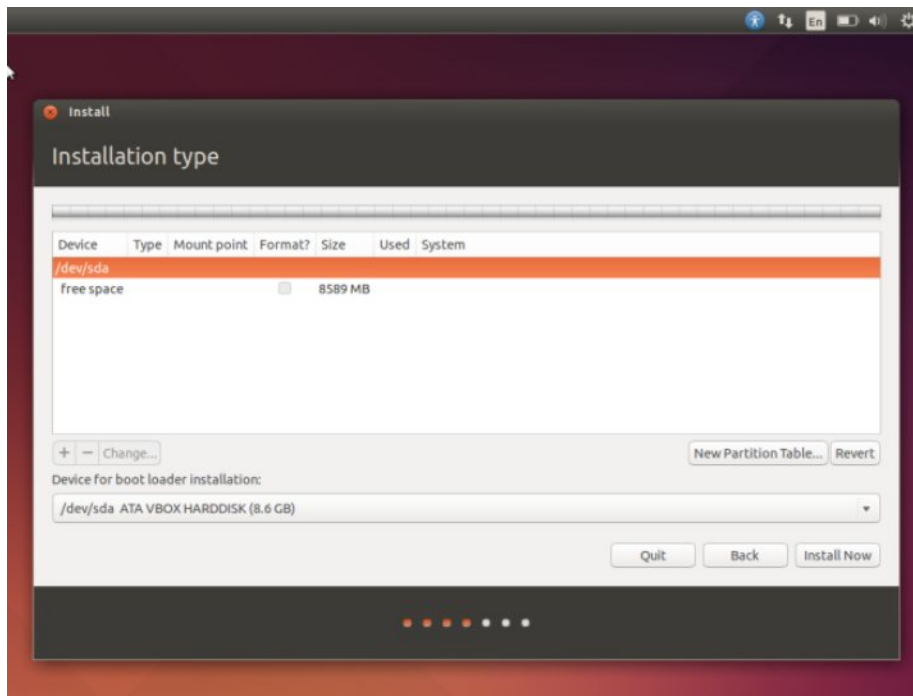 En
Install
Installation type
Device Type Mount point Format? Size Used System
/dev/sda
free space 8589 MB
+ − Change... New Partition Table... Revert
Device for boot loader installation:
/dev/sda ATA VBOX HARDDISK (8.6 GB)
Quit Back Install Now